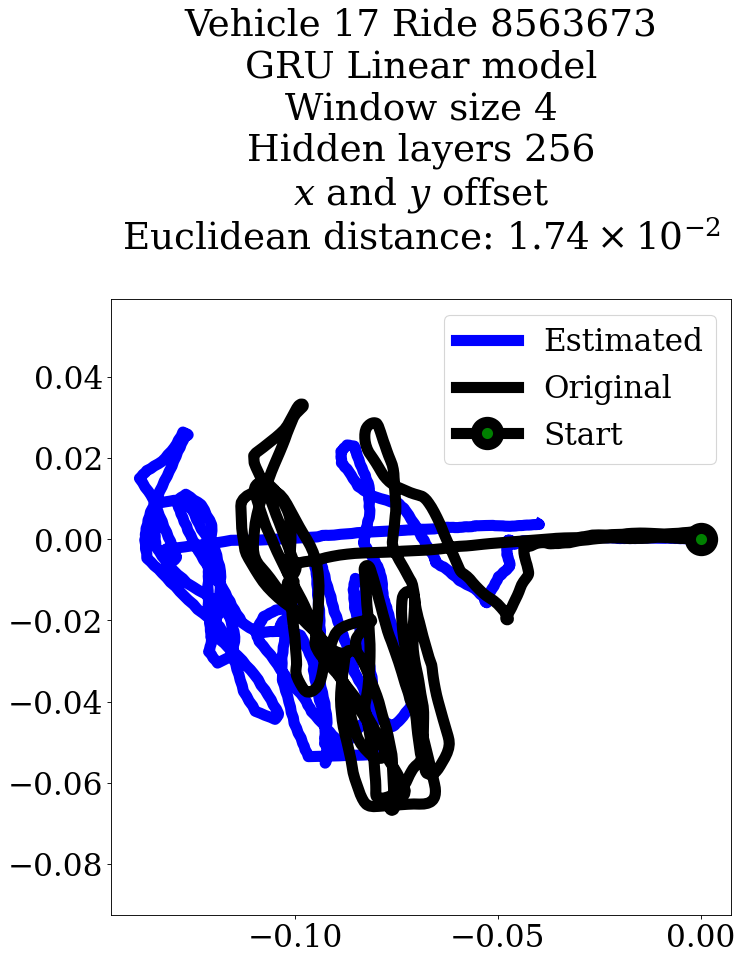 Vehicle 17 Ride 8563673
GRU Linear model
Window size 4
Hidden layers 256
x and y offset
Euclidean distance: 1.74 × 10⁻²
Estimated
Original
Start
0.04
0.02
0.00
−0.02
−0.04
−0.06
−0.08
−0.10
−0.05
0.00